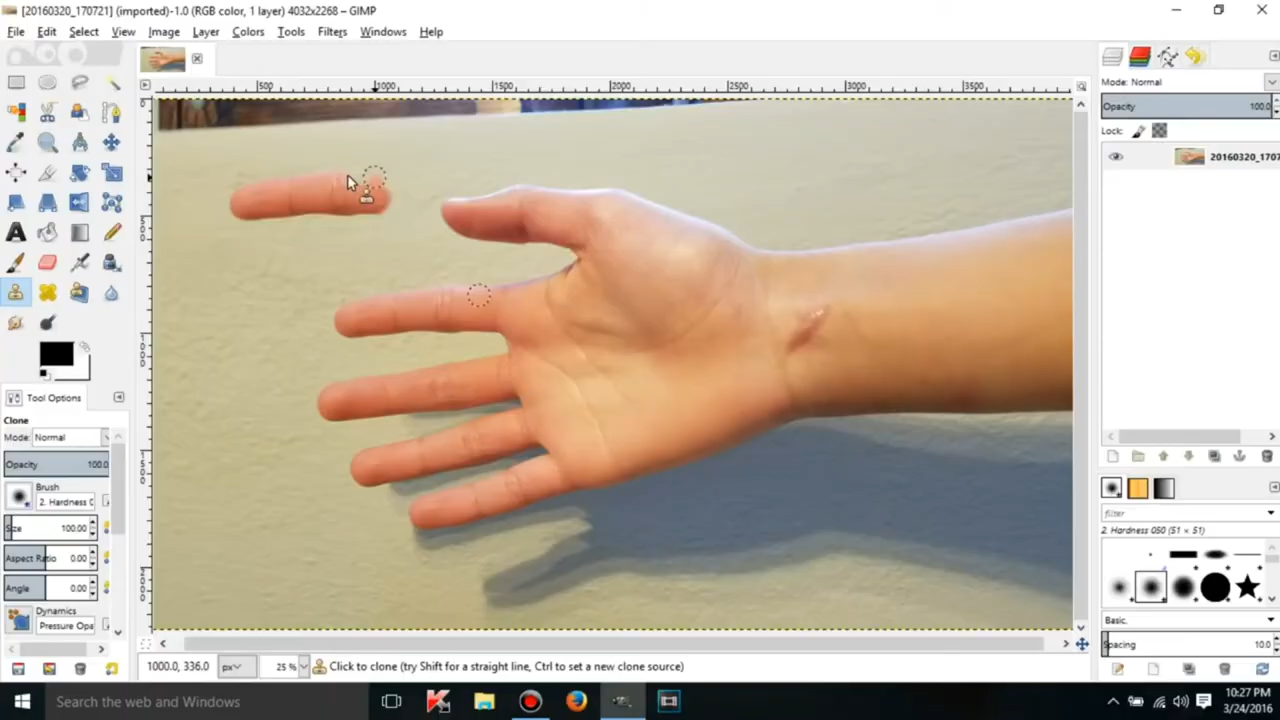 [20160320_170721] (imported)-1.0 (RGB color, 1 layer) 4032x2268 – GIMP
File Edit Select View Image Layer Colors Tools Filters Windows Help
500 1000 1500 2000 2500 3000 3500
Mode: Normal
Opacity 100.0
Lock:
20160320_1707
0
500
1000
1500
2000
Tool Options
Clone
Mode: Normal
Opacity 100.0
Brush
2. Hardness 0
Size 100.00
Aspect Ratio 0.00
Angle 0.00
Dynamics
Pressure Opa
filter
2. Hardness 050 (51 × 51)
Basic,
Spacing 10.0
1000.0, 336.0 px 25 % Click to clone (try Shift for a straight line, Ctrl to set a new clone source)
Search the web and Windows
10:27 PM
3/24/2016